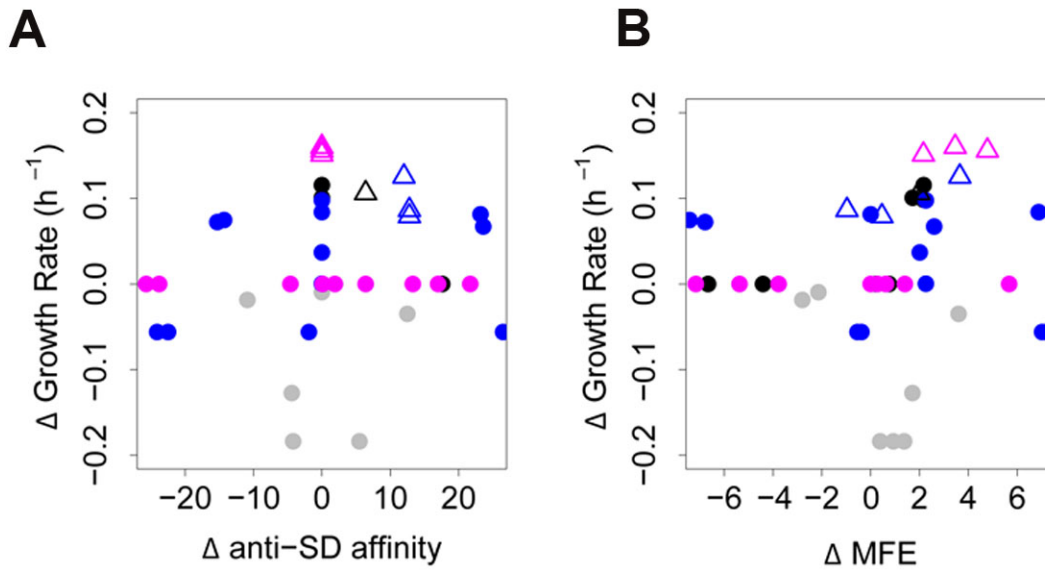 A
B
Δ Growth Rate (h⁻¹)
0.2
0.1
0.0
−0.1
−0.2
−20 −10 0 10 20
Δ anti−SD affinity
Δ Growth Rate (h⁻¹)
0.2
0.1
0.0
−0.1
−0.2
−6 −4 −2 0 2 4 6
Δ MFE